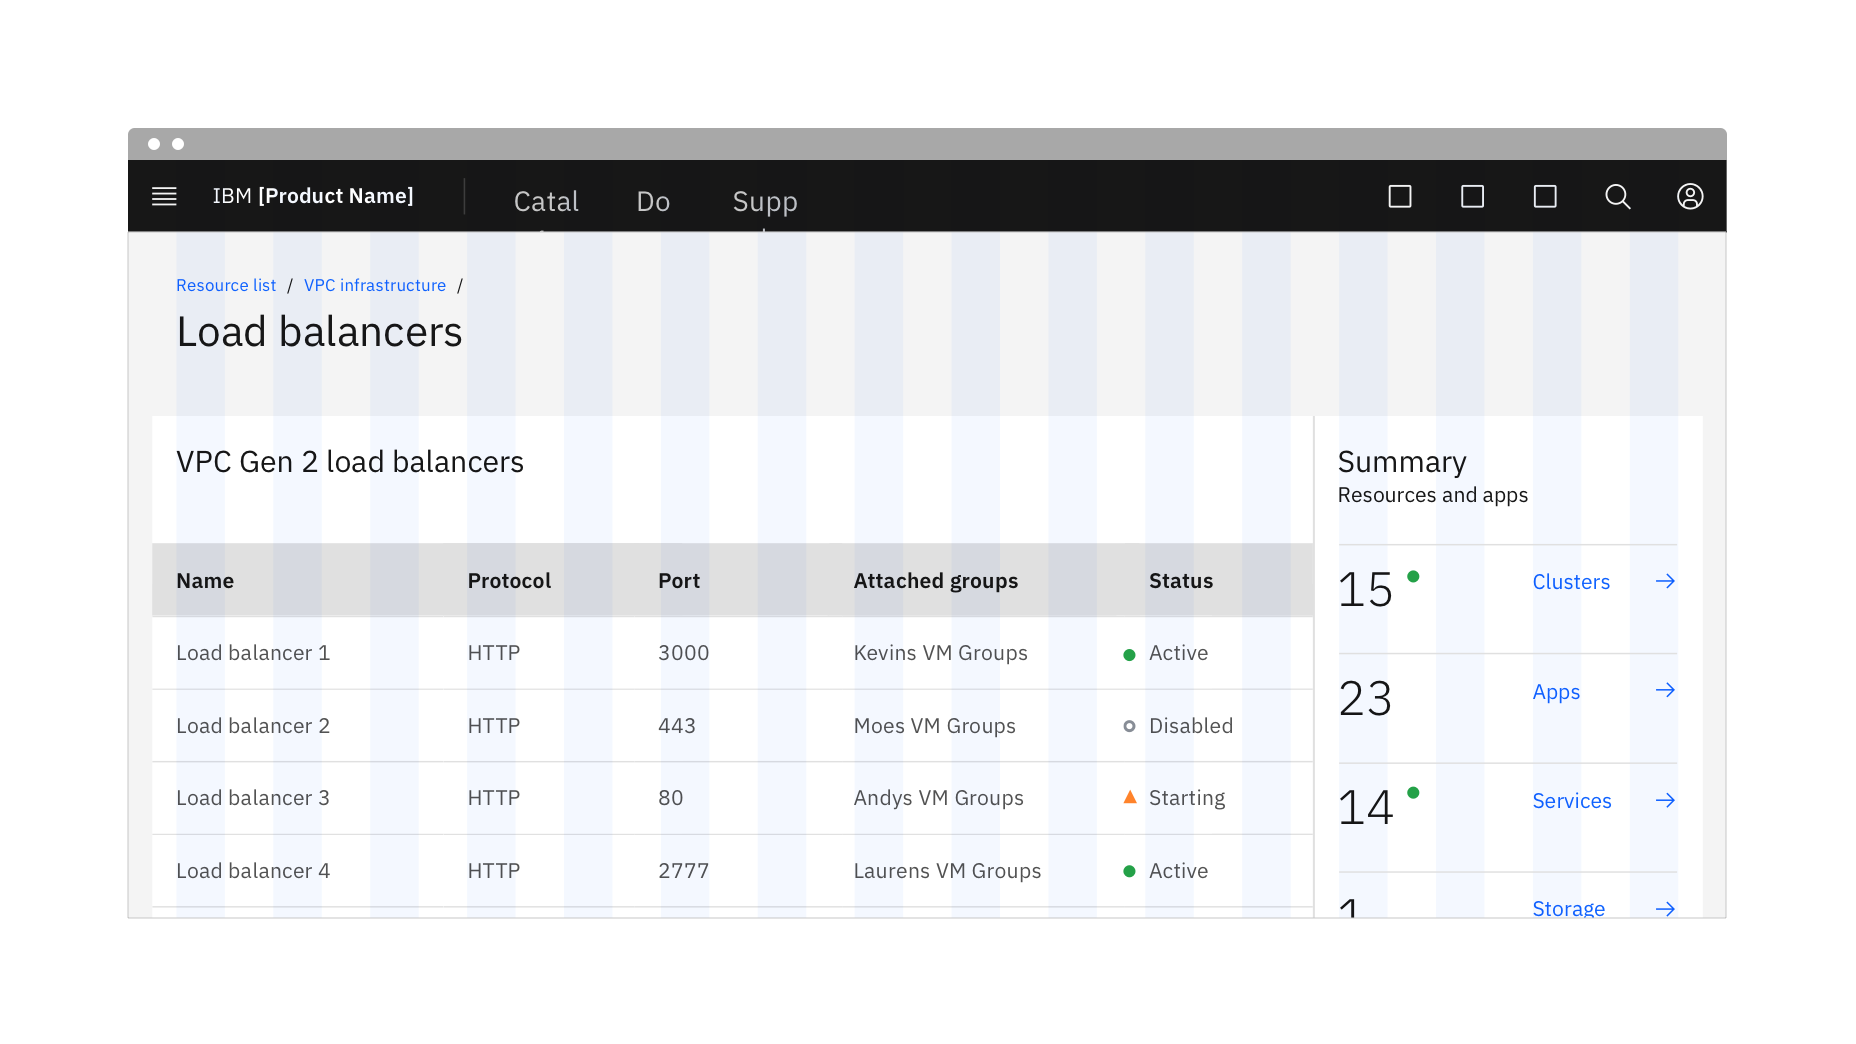 IBM [Product Name] Catal Do Supp
Resource list / VPC infrastructure /
Load balancers
VPC Gen 2 load balancers
Name Protocol Port Attached groups Status
Load balancer 1 HTTP 3000 Kevins VM Groups Active
Load balancer 2 HTTP 443 Moes VM Groups Disabled
Load balancer 3 HTTP 80 Andys VM Groups Starting
Load balancer 4 HTTP 2777 Laurens VM Groups Active
Summary
Resources and apps
15 Clusters
23 Apps
14 Services
1 Storage